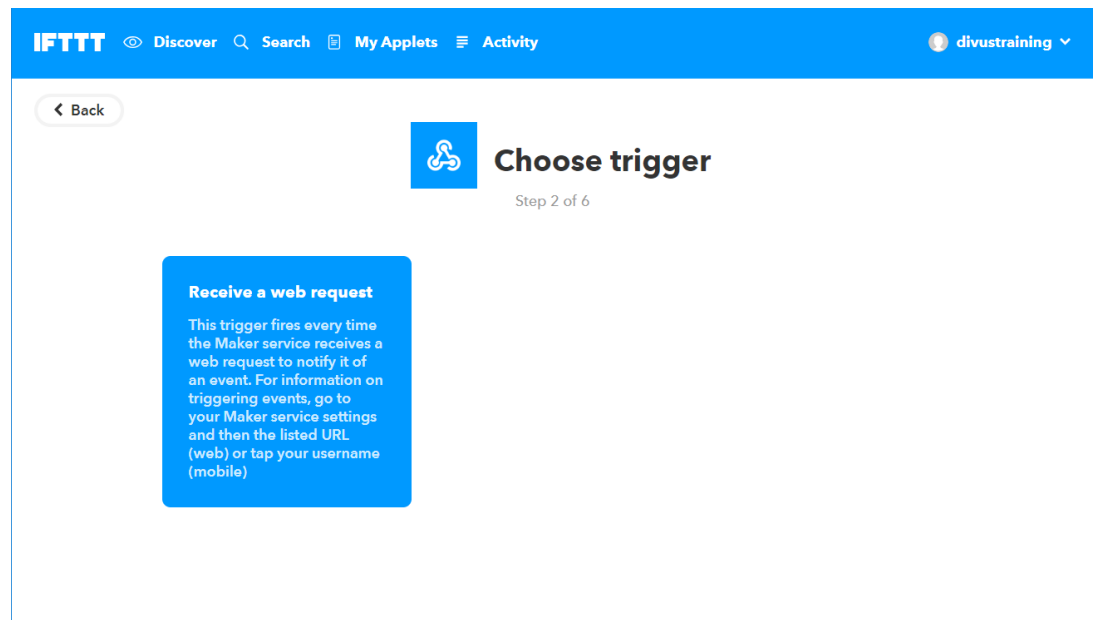 IFTTT Discover Search My Applets Activity divustraining
Back
Choose trigger
Step 2 of 6
Receive a web request
This trigger fires every time
the Maker service receives a
web request to notify it of
an event. For information on
triggering events, go to
your Maker service settings
and then the listed URL
(web) or tap your username
(mobile)